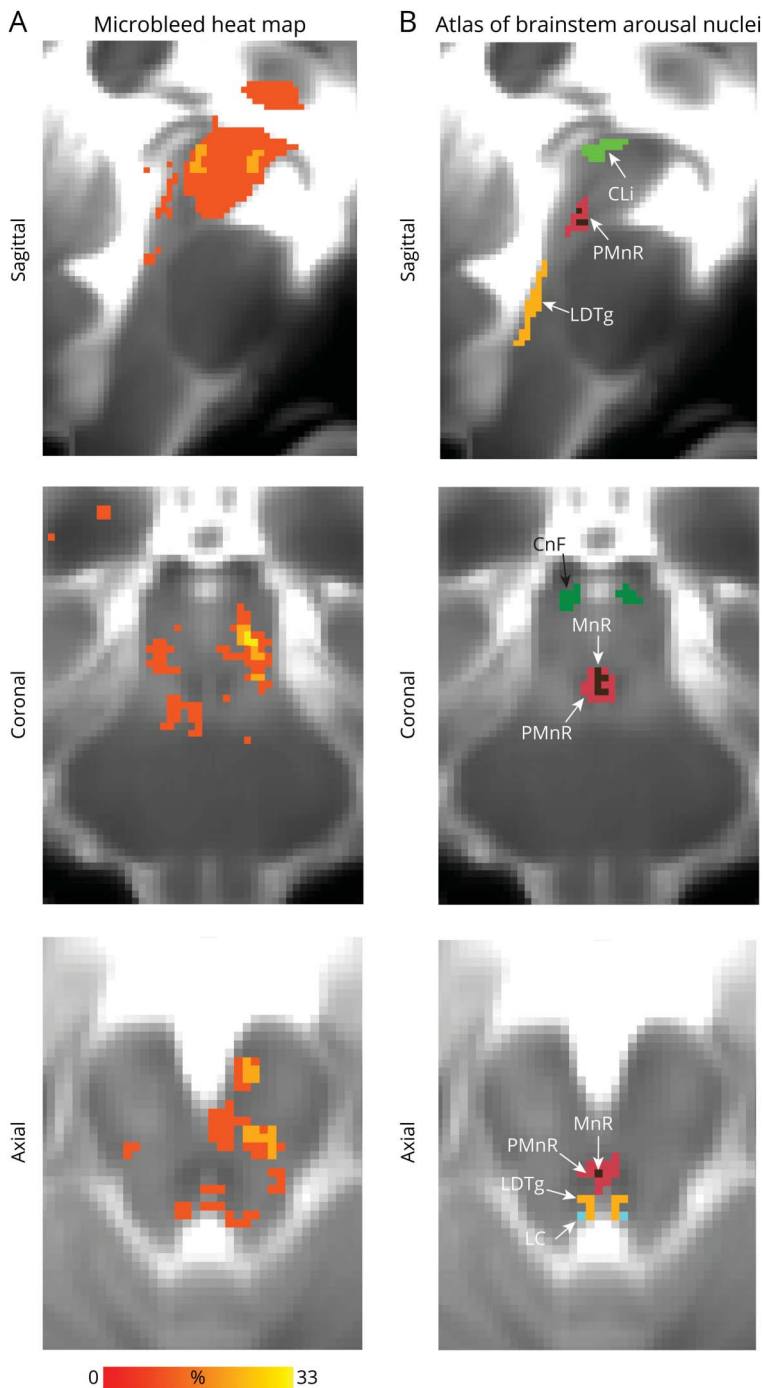 A
Microbleed heat map
B
Atlas of brainstem arousal nuclei
Sagittal
Sagittal
CLi
PMnR
LDTg
Coronal
Coronal
CnF
MnR
PMnR
Axial
Axial
MnR
PMnR
LDTg
LC
0 % 33